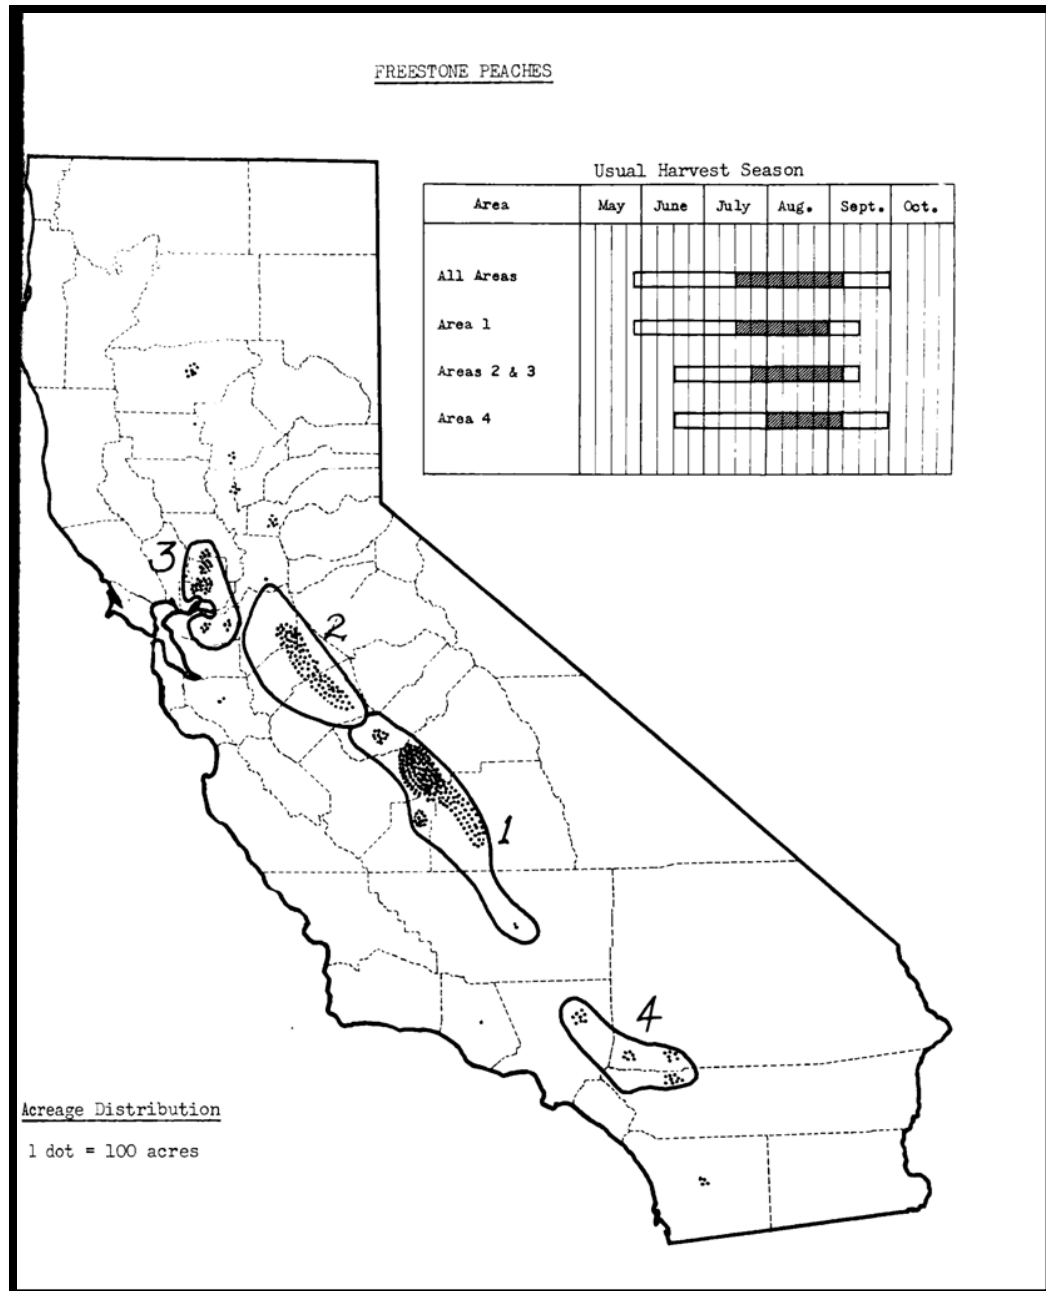 FREESTONE PEACHES
Usual Harvest Season
Area May June July Aug. Sept. Oct.
All Areas
Area 1
Areas 2 & 3
Area 4
3
2
1
4
Acreage Distribution
1 dot = 100 acres